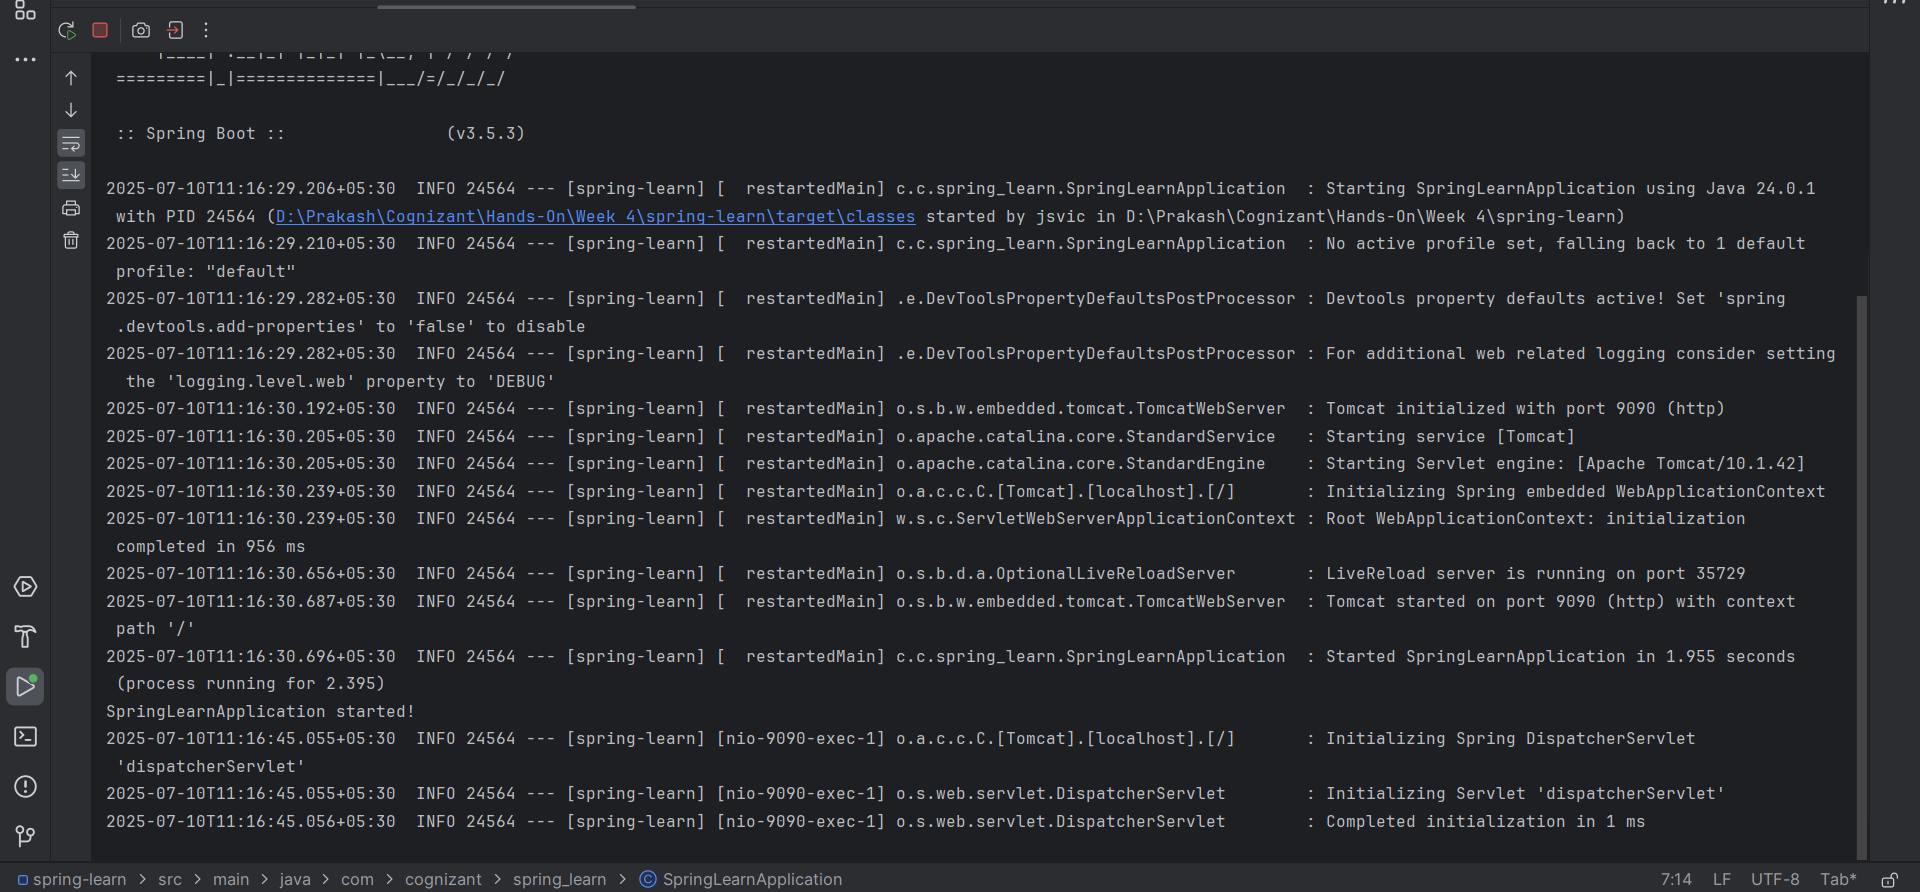 =========|_|==============|___/=/_/_/_/
:: Spring Boot ::                (v3.5.3)
2025-07-10T11:16:29.206+05:30  INFO 24564 --- [spring-learn] [  restartedMain] c.c.spring_learn.SpringLearnApplication  : Starting SpringLearnApplication using Java 24.0.1
with PID 24564 (D:\Prakash\Cognizant\Hands-On\Week 4\spring-learn\target\classes started by jsvic in D:\Prakash\Cognizant\Hands-On\Week 4\spring-learn)
2025-07-10T11:16:29.210+05:30  INFO 24564 --- [spring-learn] [  restartedMain] c.c.spring_learn.SpringLearnApplication  : No active profile set, falling back to 1 default
profile: "default"
2025-07-10T11:16:29.282+05:30  INFO 24564 --- [spring-learn] [  restartedMain] .e.DevToolsPropertyDefaultsPostProcessor : Devtools property defaults active! Set 'spring
.devtools.add-properties' to 'false' to disable
2025-07-10T11:16:29.282+05:30  INFO 24564 --- [spring-learn] [  restartedMain] .e.DevToolsPropertyDefaultsPostProcessor : For additional web related logging consider setting
the 'logging.level.web' property to 'DEBUG'
2025-07-10T11:16:30.192+05:30  INFO 24564 --- [spring-learn] [  restartedMain] o.s.b.w.embedded.tomcat.TomcatWebServer  : Tomcat initialized with port 9090 (http)
2025-07-10T11:16:30.205+05:30  INFO 24564 --- [spring-learn] [  restartedMain] o.apache.catalina.core.StandardService   : Starting service [Tomcat]
2025-07-10T11:16:30.205+05:30  INFO 24564 --- [spring-learn] [  restartedMain] o.apache.catalina.core.StandardEngine    : Starting Servlet engine: [Apache Tomcat/10.1.42]
2025-07-10T11:16:30.239+05:30  INFO 24564 --- [spring-learn] [  restartedMain] o.a.c.c.C.[Tomcat].[localhost].[/]       : Initializing Spring embedded WebApplicationContext
2025-07-10T11:16:30.239+05:30  INFO 24564 --- [spring-learn] [  restartedMain] w.s.c.ServletWebServerApplicationContext : Root WebApplicationContext: initialization
completed in 956 ms
2025-07-10T11:16:30.656+05:30  INFO 24564 --- [spring-learn] [  restartedMain] o.s.b.d.a.OptionalLiveReloadServer       : LiveReload server is running on port 35729
2025-07-10T11:16:30.687+05:30  INFO 24564 --- [spring-learn] [  restartedMain] o.s.b.w.embedded.tomcat.TomcatWebServer  : Tomcat started on port 9090 (http) with context
path '/'
2025-07-10T11:16:30.696+05:30  INFO 24564 --- [spring-learn] [  restartedMain] c.c.spring_learn.SpringLearnApplication  : Started SpringLearnApplication in 1.955 seconds
(process running for 2.395)
SpringLearnApplication started!
2025-07-10T11:16:45.055+05:30  INFO 24564 --- [spring-learn] [nio-9090-exec-1] o.a.c.c.C.[Tomcat].[localhost].[/]       : Initializing Spring DispatcherServlet
'dispatcherServlet'
2025-07-10T11:16:45.055+05:30  INFO 24564 --- [spring-learn] [nio-9090-exec-1] o.s.web.servlet.DispatcherServlet        : Initializing Servlet 'dispatcherServlet'
2025-07-10T11:16:45.056+05:30  INFO 24564 --- [spring-learn] [nio-9090-exec-1] o.s.web.servlet.DispatcherServlet        : Completed initialization in 1 ms
spring-learn > src > main > java > com > cognizant > spring_learn > SpringLearnApplication 7:14 LF UTF-8 Tab*